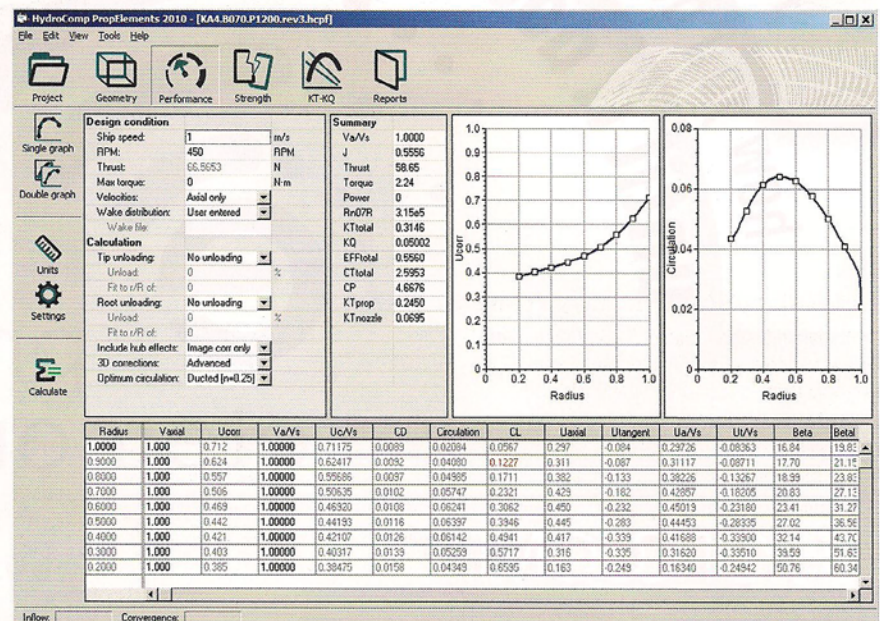 HydroComp PropElements 2010 - [KA4.B070.P1200.rev3.hcpf]
File Edit View Tools Help
Project Geometry Performance Strength KT-KQ Reports
Single graph
Double graph
Units
Settings
Calculate
Design condition
Ship speed: 1 m/s
RPM: 450 RPM
Thrust: 66.5653 N
Max torque: 0 N·m
Velocities: Axial only
Wake distribution: User entered
Wake file:
Calculation
Tip unloading: No unloading
Unload: 0 %
Fit to r/R of: 0
Root unloading: No unloading
Unload: 0 %
Fit to r/R of: 0
Include hub effects: Image corr only
3D corrections: Advanced
Optimum circulation: Ducted [n=0.25]
Summary
Va/Vs 1.0000
J 0.5556
Thrust 58.65
Torque 2.24
Power 0
Rn07R 3.15e5
KTtotal 0.3146
KQ 0.05002
EFFtotal 0.5560
CTtotal 2.5953
CP 4.6676
KTprop 0.2450
KTnozzle 0.0695
1.0
0.9
0.8
0.7
0.6
0.5
0.4
0.3
0.2
0.1
0
Ucorr
0 0.2 0.4 0.6 0.8 1.0
Radius
0.08
0.06
0.04
0.02
0
Circulation
0 0.2 0.4 0.6 0.8 1.0
Radius
Radius Vaxial Ucorr Va/Vs Uc/Vs CD Circulation CL Uaxial Utangent Ua/Vs Ut/Vs Beta BetaI
1.0000 1.000 0.712 1.00000 0.71175 0.0089 0.02084 0.0567 0.297 -0.084 0.29726 -0.08363 16.84 19.83
0.9000 1.000 0.624 1.00000 0.62417 0.0092 0.04080 0.1227 0.311 -0.087 0.31117 -0.08711 17.70 21.15
0.8000 1.000 0.557 1.00000 0.55686 0.0097 0.04985 0.1711 0.382 -0.133 0.38226 -0.13267 18.99 23.83
0.7000 1.000 0.506 1.00000 0.50635 0.0102 0.05747 0.2321 0.429 -0.182 0.42857 -0.18205 20.83 27.13
0.6000 1.000 0.469 1.00000 0.46920 0.0108 0.06241 0.3062 0.450 -0.232 0.45019 -0.23180 23.41 31.27
0.5000 1.000 0.442 1.00000 0.44193 0.0116 0.06397 0.3946 0.445 -0.283 0.44453 -0.28335 27.02 36.56
0.4000 1.000 0.421 1.00000 0.42107 0.0126 0.06142 0.4941 0.417 -0.339 0.41688 -0.33900 32.14 43.70
0.3000 1.000 0.403 1.00000 0.40317 0.0139 0.05259 0.5717 0.316 -0.335 0.31620 -0.33510 39.59 51.63
0.2000 1.000 0.385 1.00000 0.38475 0.0158 0.04349 0.6595 0.163 -0.249 0.16340 -0.24942 50.76 60.34
Inflow: Convergence: